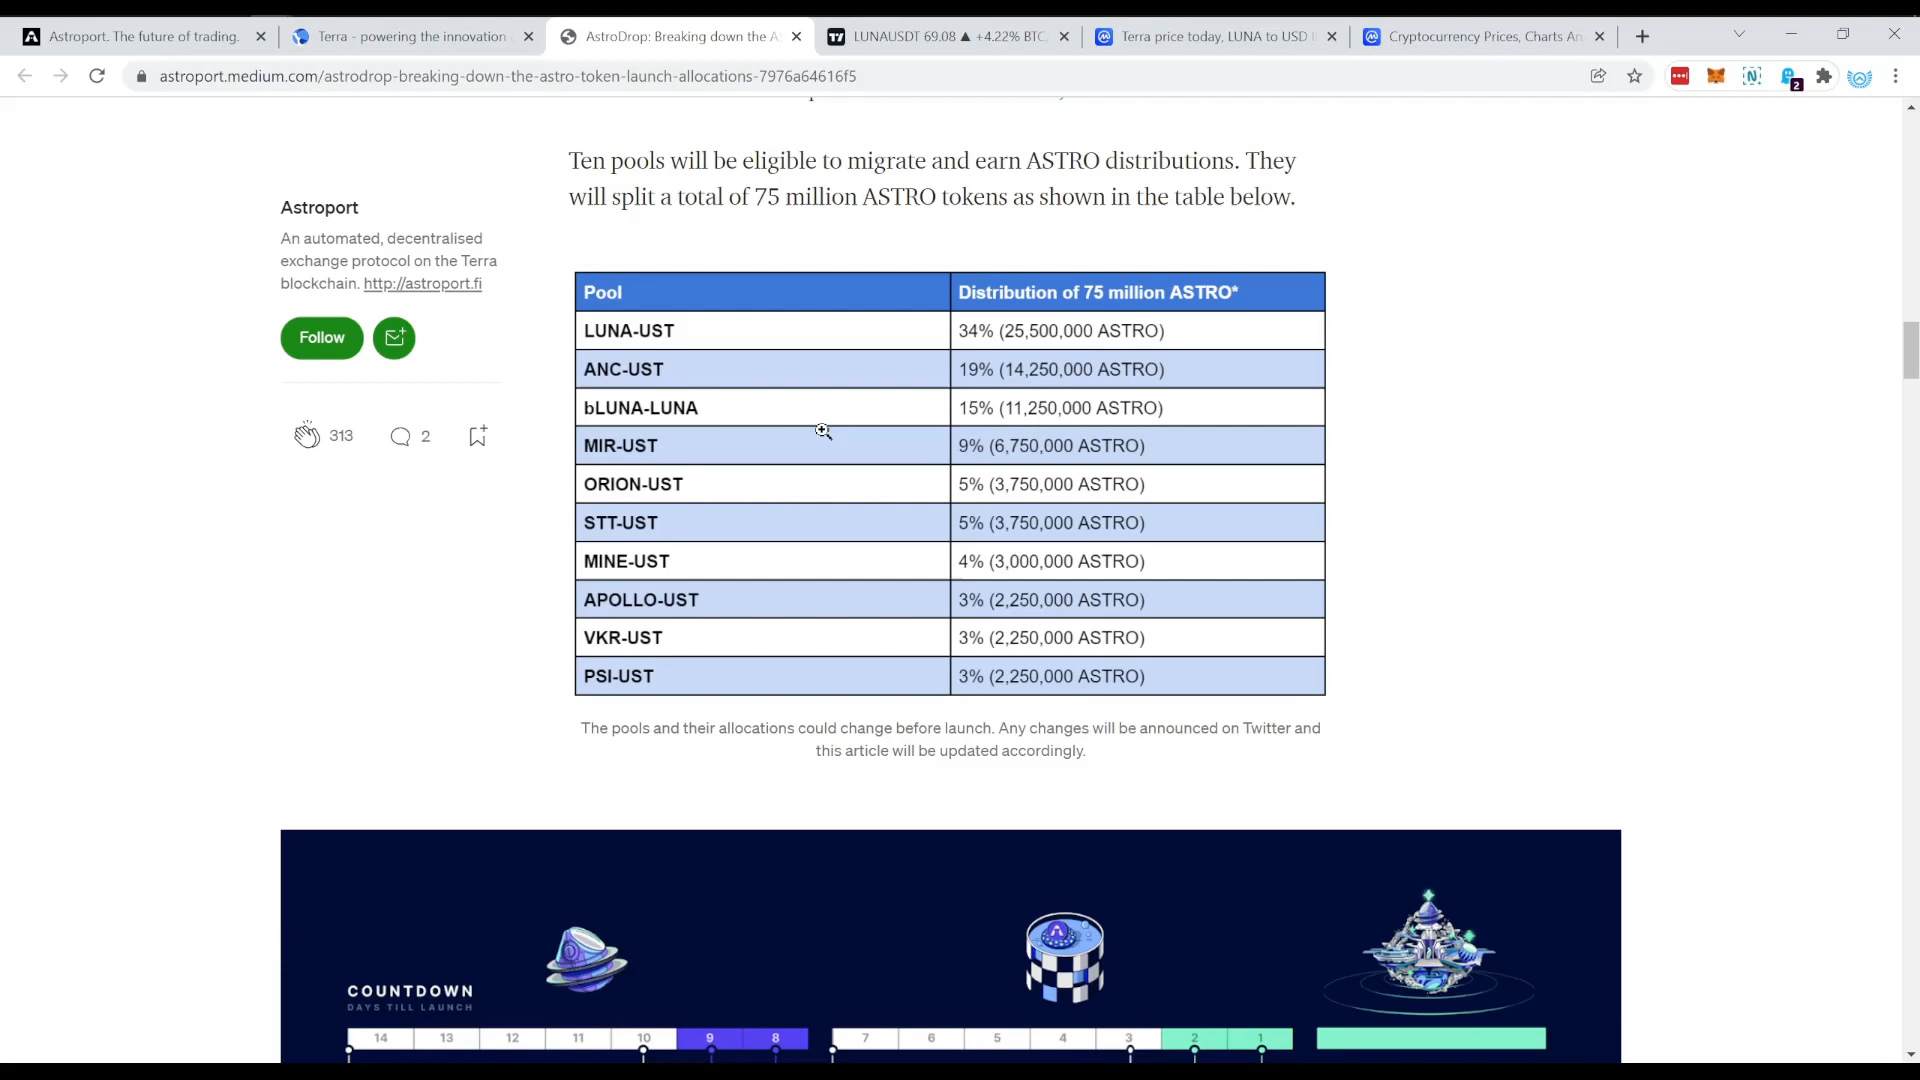 Astroport. The future of trading.
Terra - powering the innovation
AstroDrop: Breaking down the A
LUNAUSDT 69.08 ▲ +4.22% BTC
Terra price today, LUNA to USD
Cryptocurrency Prices, Charts An
astroport.medium.com/astrodrop-breaking-down-the-astro-token-launch-allocations-7976a64616f5
2
Ten pools will be eligible to migrate and earn ASTRO distributions. They
will split a total of 75 million ASTRO tokens as shown in the table below.
Astroport
An automated, decentralised
exchange protocol on the Terra
blockchain. http://astroport.fi
Follow
313
2
Pool Distribution of 75 million ASTRO*
LUNA-UST 34% (25,500,000 ASTRO)
ANC-UST 19% (14,250,000 ASTRO)
bLUNA-LUNA 15% (11,250,000 ASTRO)
MIR-UST 9% (6,750,000 ASTRO)
ORION-UST 5% (3,750,000 ASTRO)
STT-UST 5% (3,750,000 ASTRO)
MINE-UST 4% (3,000,000 ASTRO)
APOLLO-UST 3% (2,250,000 ASTRO)
VKR-UST 3% (2,250,000 ASTRO)
PSI-UST 3% (2,250,000 ASTRO)
The pools and their allocations could change before launch. Any changes will be announced on Twitter and
this article will be updated accordingly.
COUNTDOWN
DAYS TILL LAUNCH
14 13 12 11 10 9 8 7 6 5 4 3 2 1